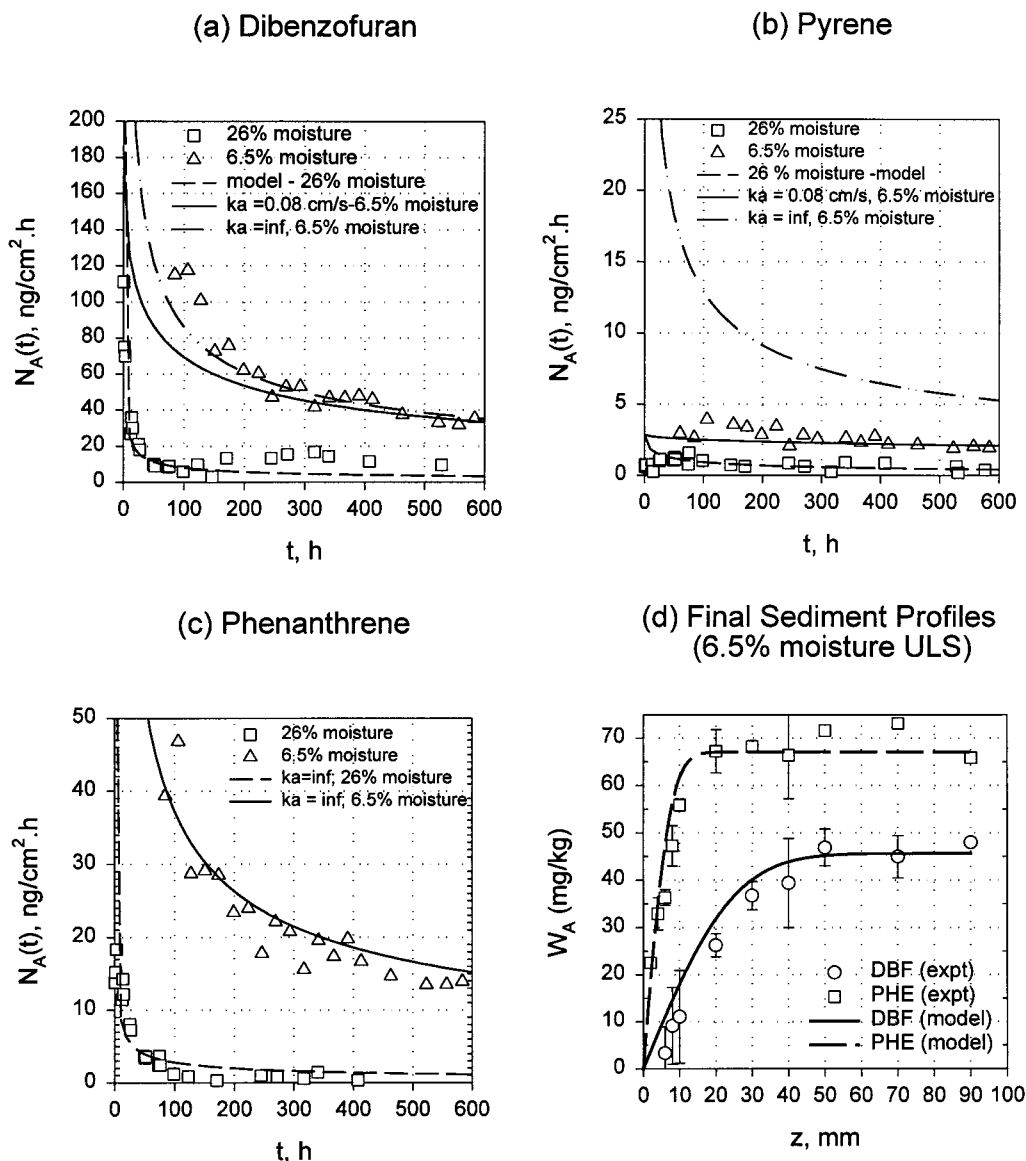 (a) Dibenzofuran
200
180
160
140
120
100
80
60
40
20
0
N_A(t), ng/cm².h
26% moisture
6.5% moisture
model - 26% moisture
ka =0.08 cm/s-6.5% moisture
ka =inf, 6.5% moisture
0 100 200 300 400 500 600
t, h
(b) Pyrene
25
20
15
10
5
0
N_A(t), ng/cm².h
26% moisture
6.5% moisture
26 % moisture -model
ka = 0.08 cm/s, 6.5% moisture
ka = inf, 6.5% moisture
0 100 200 300 400 500 600
t, h
(c) Phenanthrene
50
40
30
20
10
0
N_A(t), ng/cm².h
26% moisture
6.5% moisture
ka=inf; 26% moisture
ka = inf; 6.5% moisture
0 100 200 300 400 500 600
t, h
(d) Final Sediment Profiles
(6.5% moisture ULS)
70
60
50
40
30
20
10
0
W_A (mg/kg)
DBF (expt)
PHE (expt)
DBF (model)
PHE (model)
0 10 20 30 40 50 60 70 80 90 100
z, mm